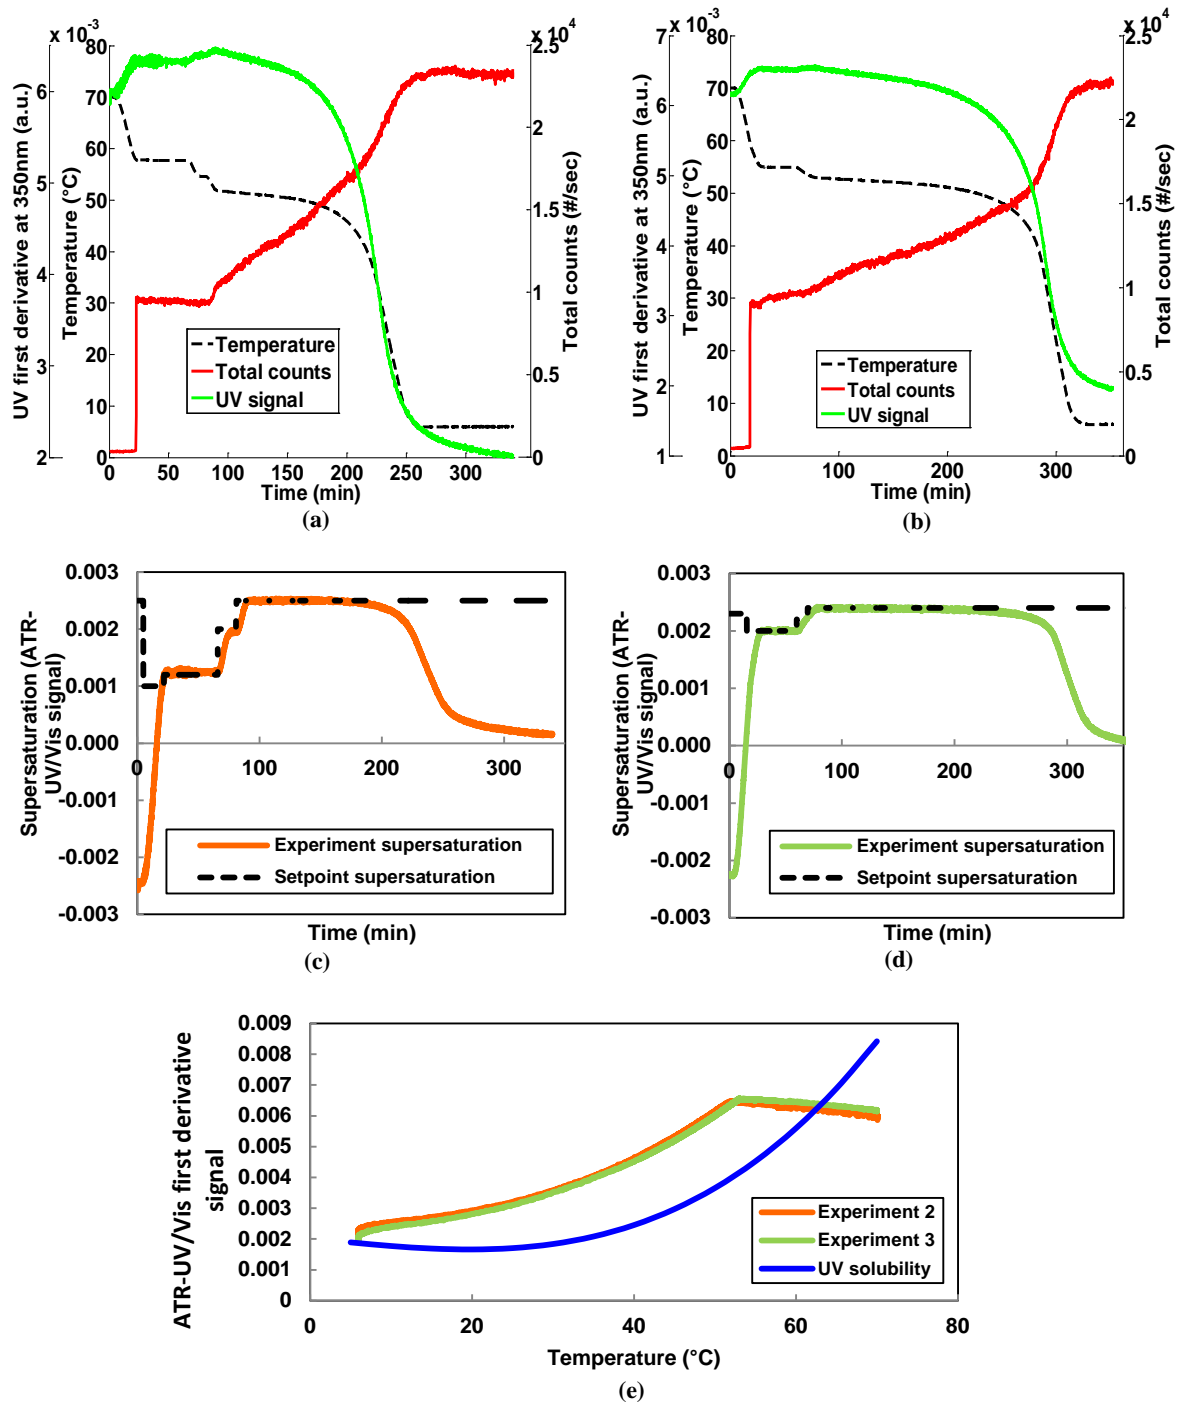 x 10-3
x 10^4
UV first derivative at 350nm (a.u.)
6
5
4
3
2
Temperature (°C)
80
70
60
50
40
30
20
10
0
Total counts (#/sec)
2.5
2
1.5
1
0.5
0
Temperature
Total counts
UV signal
0 50 100 150 200 250 300
Time (min)
(a)
x 10-3
x 10^4
UV first derivative at 350nm (a.u.)
7
6
5
4
3
2
1
Temperature (°C)
80
70
60
50
40
30
20
10
0
Total counts (#/sec)
2.5
2
1.5
1
0.5
0
Temperature
Total counts
UV signal
0 100 200 300
Time (min)
(b)
Supersaturation (ATR-
UV/Vis signal)
0.003
0.002
0.001
0.000
-0.001
-0.002
-0.003
0 100 200 300
Experiment supersaturation
Setpoint supersaturation
Time (min)
(c)
Supersaturation (ATR-
UV/Vis signal)
0.003
0.002
0.001
0.000
-0.001
-0.002
-0.003
0 100 200 300
Experiment supersaturation
Setpoint supersaturation
Time (min)
(d)
ATR-UV/Vis first derivative
signal
0.009
0.008
0.007
0.006
0.005
0.004
0.003
0.002
0.001
0
Experiment 2
Experiment 3
UV solubility
0 20 40 60 80
Temperature (°C)
(e)